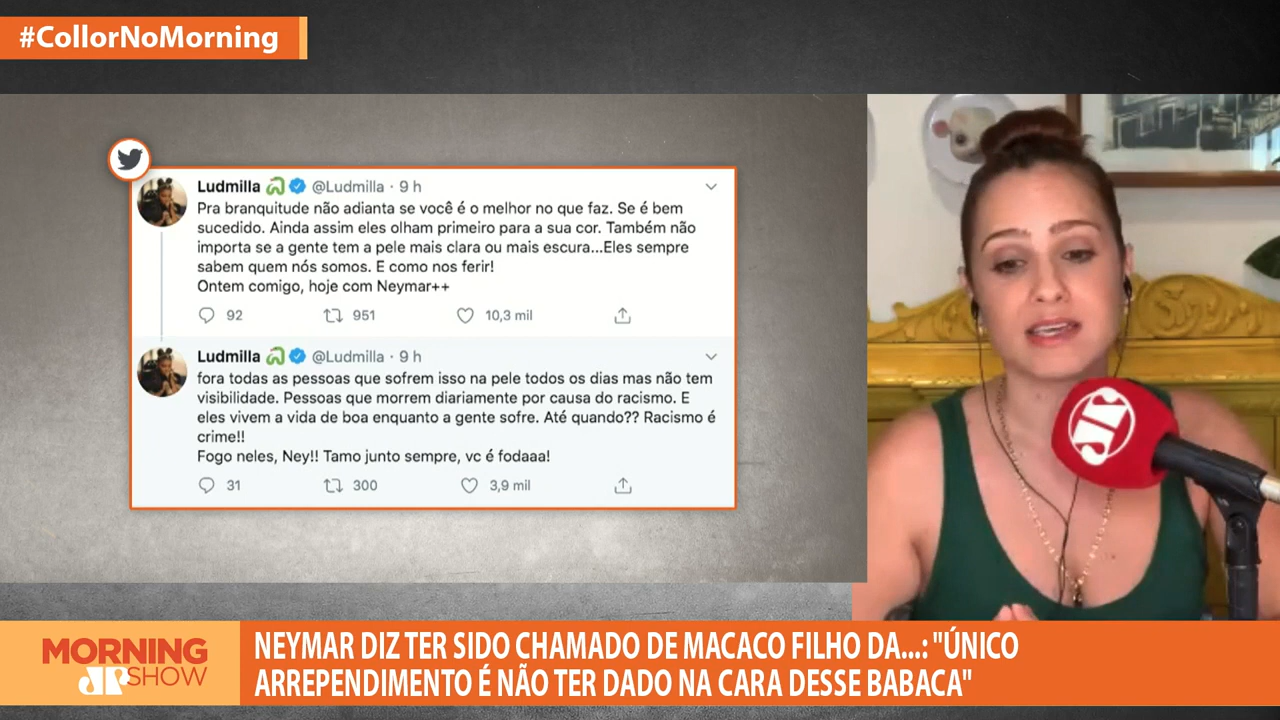 #CollorNoMorning
Ludmilla @Ludmilla · 9 h
Pra branquitude não adianta se você é o melhor no que faz. Se é bem
sucedido. Ainda assim eles olham primeiro para a sua cor. Também não
importa se a gente tem a pele mais clara ou mais escura...Eles sempre
sabem quem nós somos. E como nos ferir!
Ontem comigo, hoje com Neymar++
92 951 10,3 mil
Ludmilla @Ludmilla · 9 h
fora todas as pessoas que sofrem isso na pele todos os dias mas não tem
visibilidade. Pessoas que morrem diariamente por causa do racismo. E
eles vivem a vida de boa enquanto a gente sofre. Até quando?? Racismo é
crime!!
Fogo neles, Ney!! Tamo junto sempre, vc é fodaaa!
31 300 3,9 mil
JP
MORNING
JP SHOW
NEYMAR DIZ TER SIDO CHAMADO DE MACACO FILHO DA...: "ÚNICO
ARREPENDIMENTO É NÃO TER DADO NA CARA DESSE BABACA"